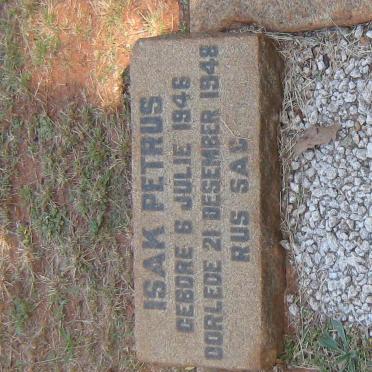 ISAK PETRUS
GEBORE 6 JULIE 1946
OORLEDE 21 DESEMBER 1948
RUS SAG